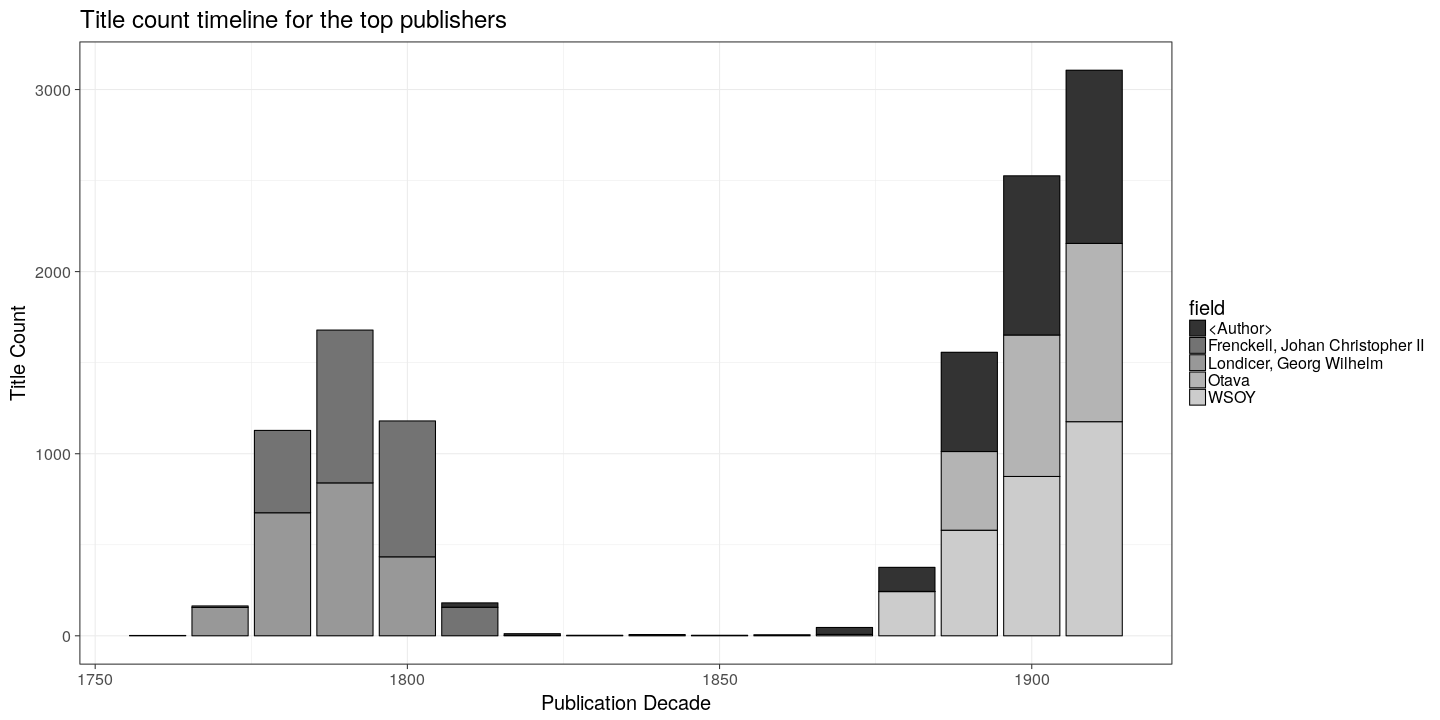 Title count timeline for the top publishers
Title Count
3000
2000
1000
0
1750
1800
1850
1900
Publication Decade
field
<Author>
Frenckell, Johan Christopher II
Londicer, Georg Wilhelm
Otava
WSOY